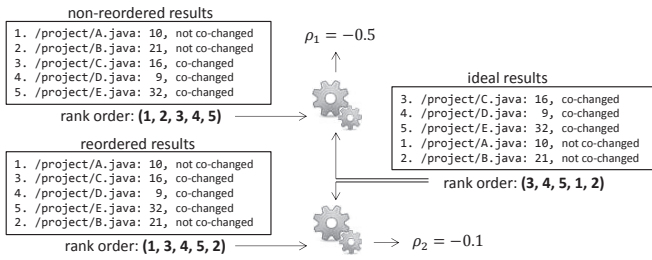 non-reordered results
1. /project/A.java: 10, not co-changed
2. /project/B.java: 21, not co-changed
3. /project/C.java: 16, co-changed
4. /project/D.java:  9, co-changed
5. /project/E.java: 32, co-changed
rank order: (1, 2, 3, 4, 5)
ρ₁ = −0.5
ideal results
3. /project/C.java: 16, co-changed
4. /project/D.java:  9, co-changed
5. /project/E.java: 32, co-changed
1. /project/A.java: 10, not co-changed
2. /project/B.java: 21, not co-changed
rank order: (3, 4, 5, 1, 2)
reordered results
1. /project/A.java: 10, not co-changed
3. /project/C.java: 16, co-changed
4. /project/D.java:  9, co-changed
5. /project/E.java: 32, co-changed
2. /project/B.java: 21, not co-changed
rank order: (1, 3, 4, 5, 2)
ρ₂ = −0.1